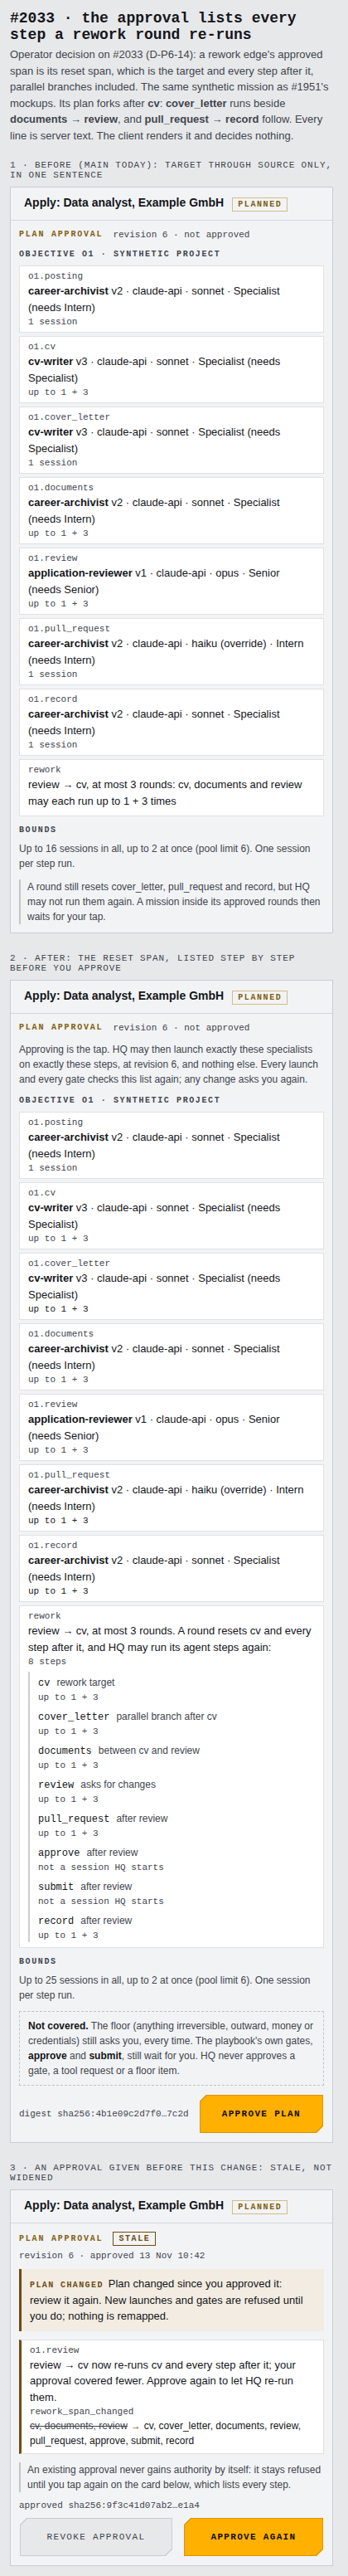 #2033 · the approval lists every
step a rework round re-runs
Operator decision on #2033 (D-P6-14): a rework edge's approved
span is its reset span, which is the target and every step after it,
parallel branches included. The same synthetic mission as #1951's
mockups. Its plan forks after cv: cover_letter runs beside
documents → review, and pull_request → record follow. Every
line is server text. The client renders it and decides nothing.
1 · BEFORE (MAIN TODAY): TARGET THROUGH SOURCE ONLY,
IN ONE SENTENCE
Apply: Data analyst, Example GmbH PLANNED
PLAN APPROVAL revision 6 · not approved
OBJECTIVE O1 · SYNTHETIC PROJECT
o1.posting
career-archivist v2 · claude-api · sonnet · Specialist
(needs Intern)
1 session
o1.cv
cv-writer v3 · claude-api · sonnet · Specialist (needs
Specialist)
up to 1 + 3
o1.cover_letter
cv-writer v3 · claude-api · sonnet · Specialist (needs
Specialist)
1 session
o1.documents
career-archivist v2 · claude-api · sonnet · Specialist
(needs Intern)
up to 1 + 3
o1.review
application-reviewer v1 · claude-api · opus · Senior
(needs Senior)
up to 1 + 3
o1.pull_request
career-archivist v2 · claude-api · haiku (override) · Intern
(needs Intern)
1 session
o1.record
career-archivist v2 · claude-api · sonnet · Specialist
(needs Intern)
1 session
rework
review → cv, at most 3 rounds: cv, documents and review
may each run up to 1 + 3 times
BOUNDS
Up to 16 sessions in all, up to 2 at once (pool limit 6). One session
per step run.
A round still resets cover_letter, pull_request and record, but HQ
may not run them again. A mission inside its approved rounds then
waits for your tap.
2 · AFTER: THE RESET SPAN, LISTED STEP BY STEP
BEFORE YOU APPROVE
Apply: Data analyst, Example GmbH PLANNED
PLAN APPROVAL revision 6 · not approved
Approving is the tap. HQ may then launch exactly these specialists
on exactly these steps, at revision 6, and nothing else. Every launch
and every gate checks this list again; any change asks you again.
OBJECTIVE O1 · SYNTHETIC PROJECT
o1.posting
career-archivist v2 · claude-api · sonnet · Specialist
(needs Intern)
1 session
o1.cv
cv-writer v3 · claude-api · sonnet · Specialist (needs
Specialist)
up to 1 + 3
o1.cover_letter
cv-writer v3 · claude-api · sonnet · Specialist (needs
Specialist)
up to 1 + 3
o1.documents
career-archivist v2 · claude-api · sonnet · Specialist
(needs Intern)
up to 1 + 3
o1.review
application-reviewer v1 · claude-api · opus · Senior
(needs Senior)
up to 1 + 3
o1.pull_request
career-archivist v2 · claude-api · haiku (override) · Intern
(needs Intern)
up to 1 + 3
o1.record
career-archivist v2 · claude-api · sonnet · Specialist
(needs Intern)
up to 1 + 3
rework
review → cv, at most 3 rounds. A round resets cv and every
step after it, and HQ may run its agent steps again:
8 steps
cv rework target
up to 1 + 3
cover_letter parallel branch after cv
up to 1 + 3
documents between cv and review
up to 1 + 3
review asks for changes
up to 1 + 3
pull_request after review
up to 1 + 3
approve after review
not a session HQ starts
submit after review
not a session HQ starts
record after review
up to 1 + 3
BOUNDS
Up to 25 sessions in all, up to 2 at once (pool limit 6). One session
per step run.
Not covered. The floor (anything irreversible, outward, money or
credentials) still asks you, every time. The playbook's own gates,
approve and submit, still wait for you. HQ never approves a
gate, a tool request or a floor item.
digest sha256:4b1e09c2d7f0…7c2d APPROVE PLAN
3 · AN APPROVAL GIVEN BEFORE THIS CHANGE: STALE, NOT
WIDENED
Apply: Data analyst, Example GmbH PLANNED
PLAN APPROVAL STALE
revision 6 · approved 13 Nov 10:42
PLAN CHANGED Plan changed since you approved it:
review it again. New launches and gates are refused until
you do; nothing is remapped.
o1.review
review → cv now re-runs cv and every step after it; your
approval covered fewer. Approve again to let HQ re-run
them.
rework_span_changed
cv, documents, review → cv, cover_letter, documents, review,
pull_request, approve, submit, record
An existing approval never gains authority by itself: it stays refused
until you tap again on the card below, which lists every step.
approved sha256:9f3c41d07ab2…e1a4
REVOKE APPROVAL APPROVE AGAIN